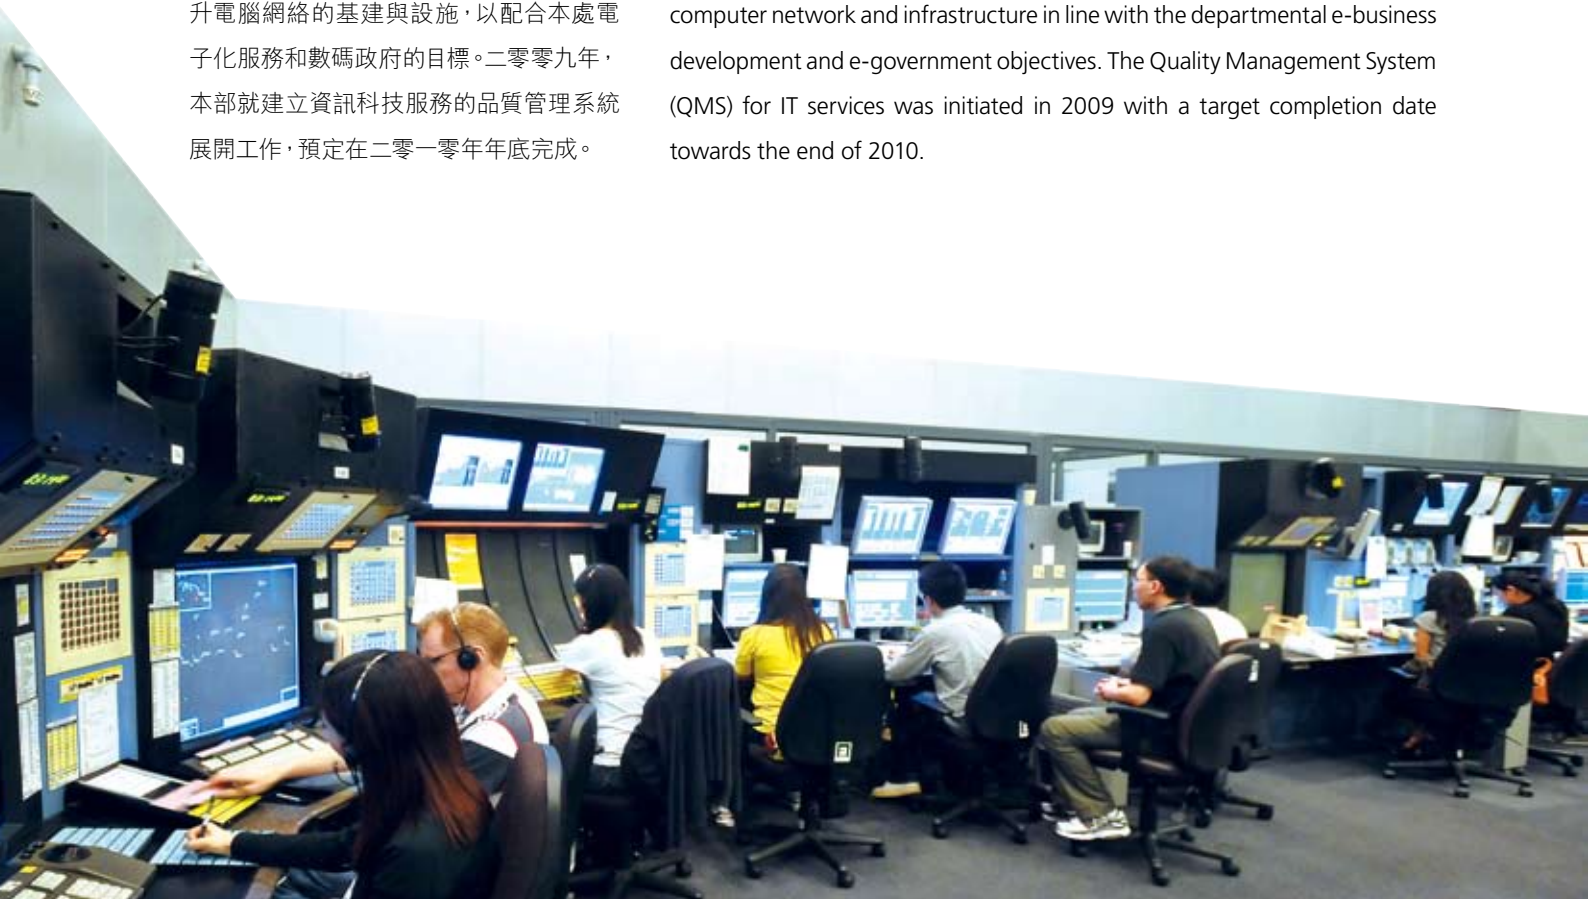 升電腦網絡的基建與設施，以配合本處電
子化服務和數碼政府的目標。二零零九年，
本部就建立資訊科技服務的品質管理系統
展開工作，預定在二零一零年年底完成。
computer network and infrastructure in line with the departmental e-business
development and e-government objectives. The Quality Management System
(QMS) for IT services was initiated in 2009 with a target completion date
towards the end of 2010.